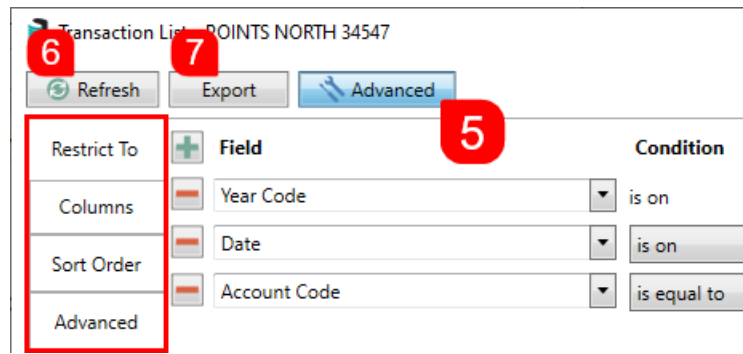 Transaction List POINTS NORTH 34547
6
7
Refresh
Export
Advanced
5
Restrict To
Field
Condition
Columns
Year Code
is on
Sort Order
Date
is on
Advanced
Account Code
is equal to